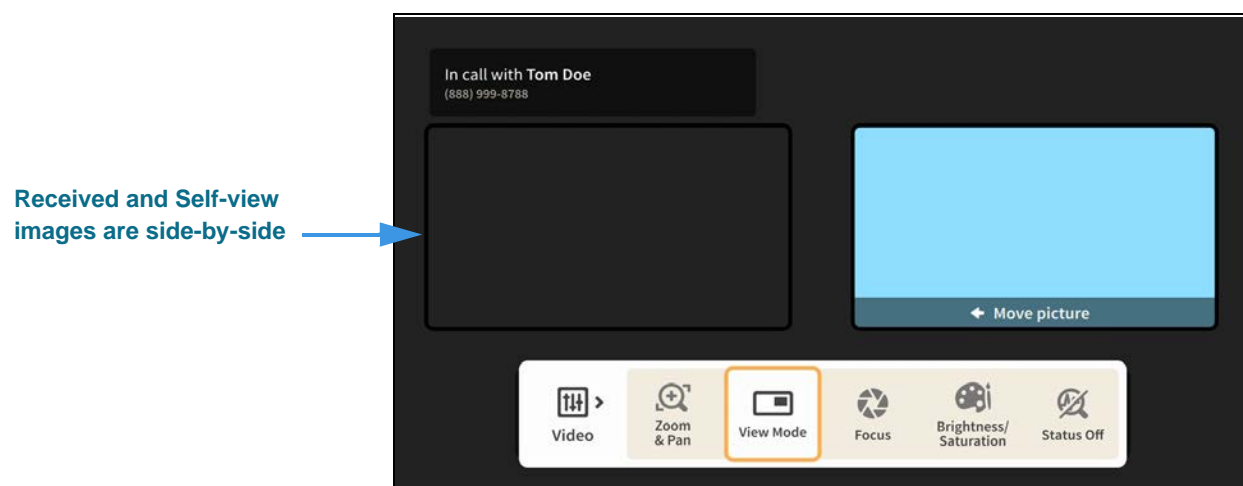 In call with Tom Doe
(888) 999-8788
Received and Self-view
images are side-by-side
Move picture
Video
Zoom
& Pan
View Mode
Focus
Brightness/
Saturation
Status Off